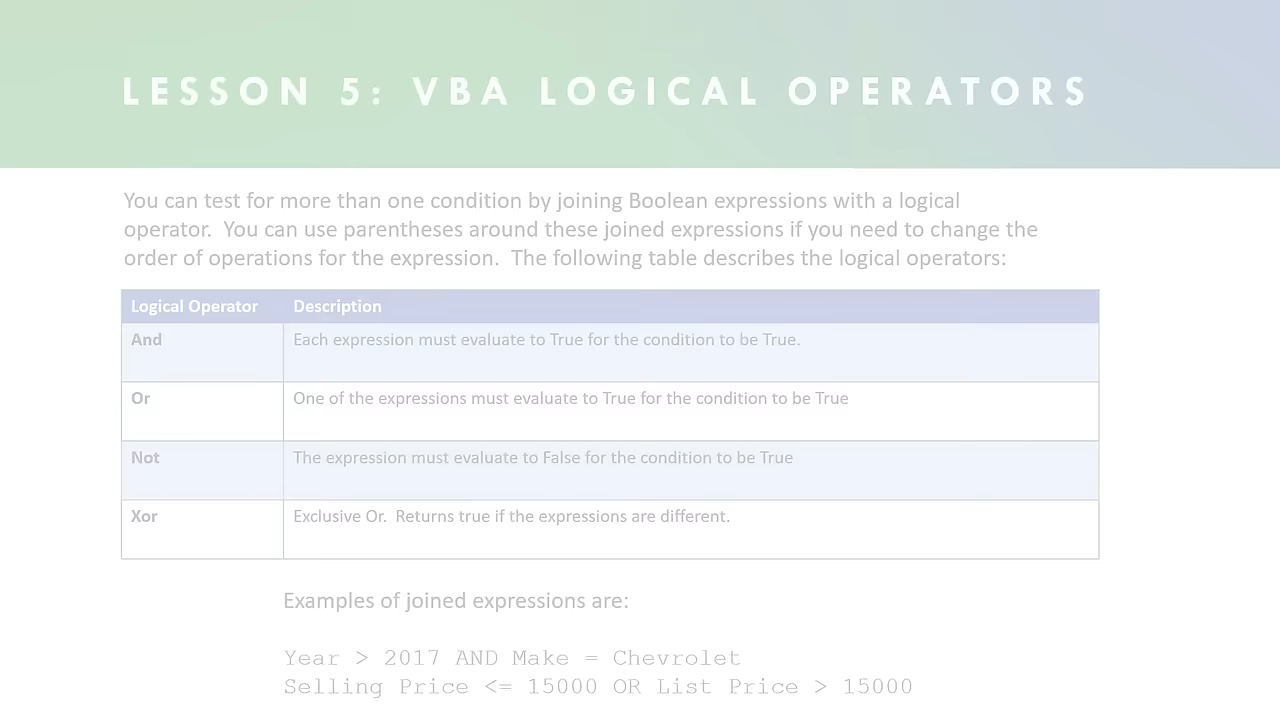 LESSON 5: VBA LOGICAL OPERATORS
You can test for more than one condition by joining Boolean expressions with a logical
operator.  You can use parentheses around these joined expressions if you need to change the
order of operations for the expression.  The following table describes the logical operators:
Logical Operator Description
And Each expression must evaluate to True for the condition to be True.
Or One of the expressions must evaluate to True for the condition to be True
Not The expression must evaluate to False for the condition to be True
Xor Exclusive Or.  Returns true if the expressions are different.
Examples of joined expressions are:
Year > 2017 AND Make = Chevrolet
Selling Price <= 15000 OR List Price > 15000